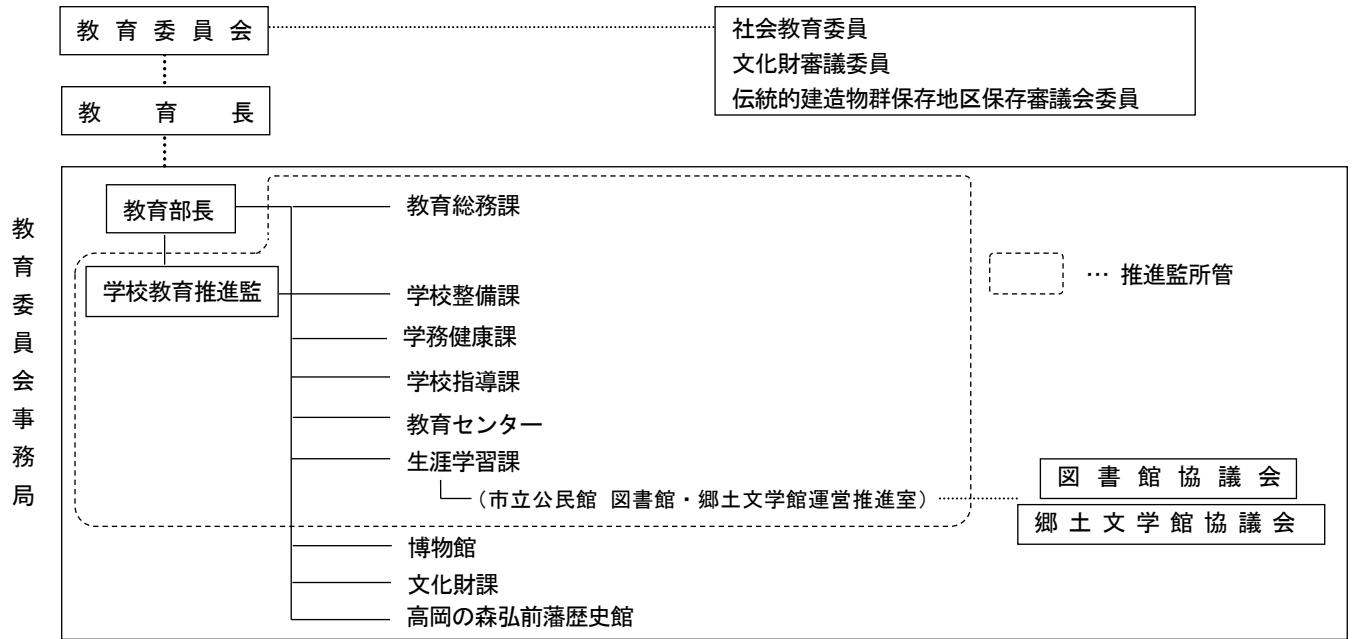 教育委員会
社会教育委員
文化財審議委員
伝統的建造物群保存地区保存審議会委員
教育長
教育委員会事務局
教育部長
教育総務課
学校教育推進監
… 推進監所管
学校整備課
学務健康課
学校指導課
教育センター
生涯学習課
(市立公民館 図書館・郷土文学館運営推進室)
図書館協議会
郷土文学館協議会
博物館
文化財課
高岡の森弘前藩歴史館